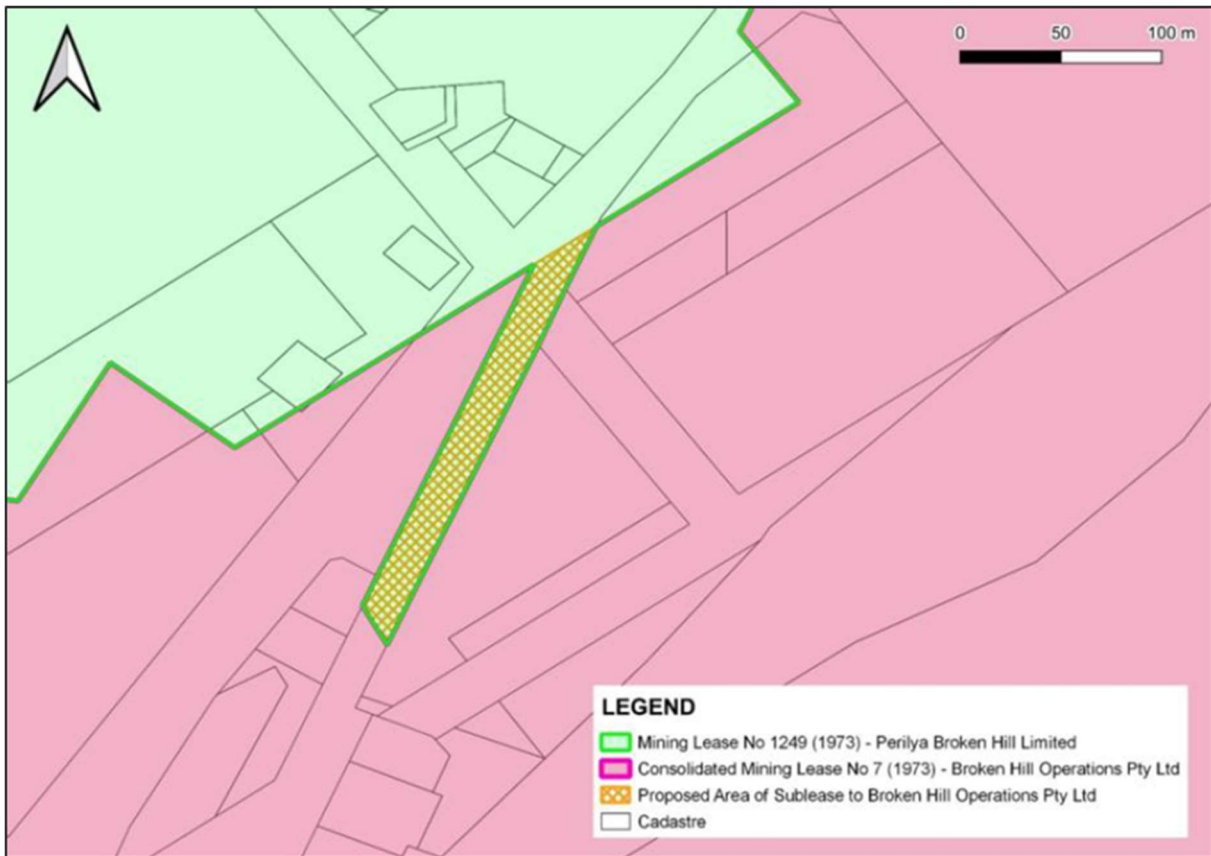 0 50 100 m
LEGEND
Mining Lease No 1249 (1973) - Perilya Broken Hill Limited
Consolidated Mining Lease No 7 (1973) - Broken Hill Operations Pty Ltd
Proposed Area of Sublease to Broken Hill Operations Pty Ltd
Cadastre